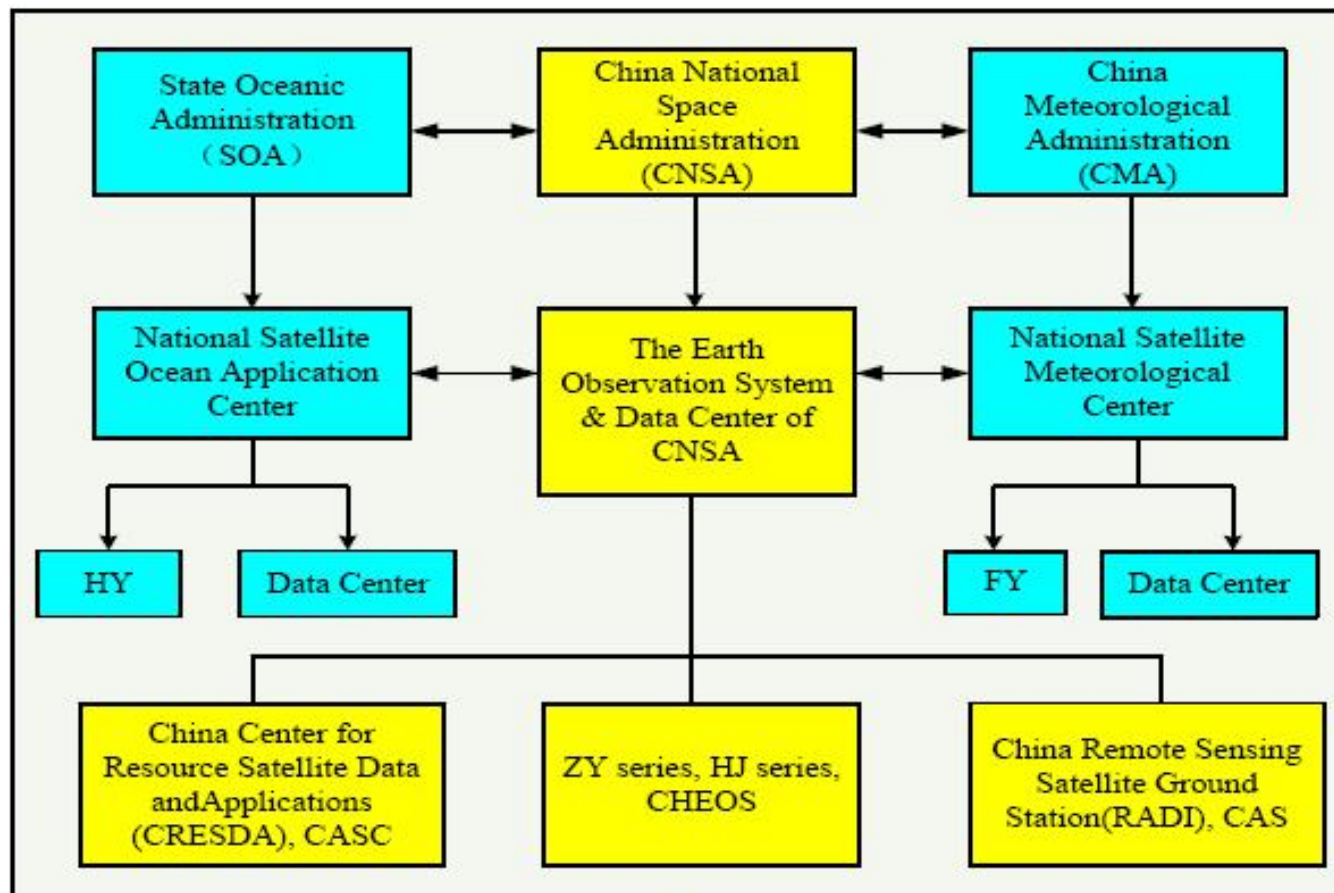 State Oceanic
Administration
（SOA）
China National
Space
Administration
(CNSA)
China
Meteorological
Administration
(CMA)
National Satellite
Ocean Application
Center
The Earth
Observation System
& Data Center of
CNSA
National Satellite
Meteorological
Center
HY
Data Center
FY
Data Center
China Center for
Resource Satellite Data
andApplications
(CRESDA), CASC
ZY series, HJ series,
CHEOS
China Remote Sensing
Satellite Ground
Station(RADI), CAS